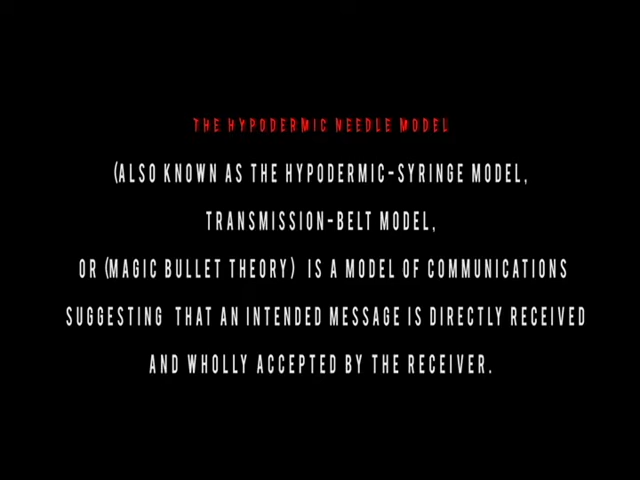 THE HYPODERMIC NEEDLE MODEL
(ALSO KNOWN AS THE HYPODERMIC-SYRINGE MODEL,
TRANSMISSION-BELT MODEL,
OR (MAGIC BULLET THEORY) IS A MODEL OF COMMUNICATIONS
SUGGESTING THAT AN INTENDED MESSAGE IS DIRECTLY RECEIVED
AND WHOLLY ACCEPTED BY THE RECEIVER.